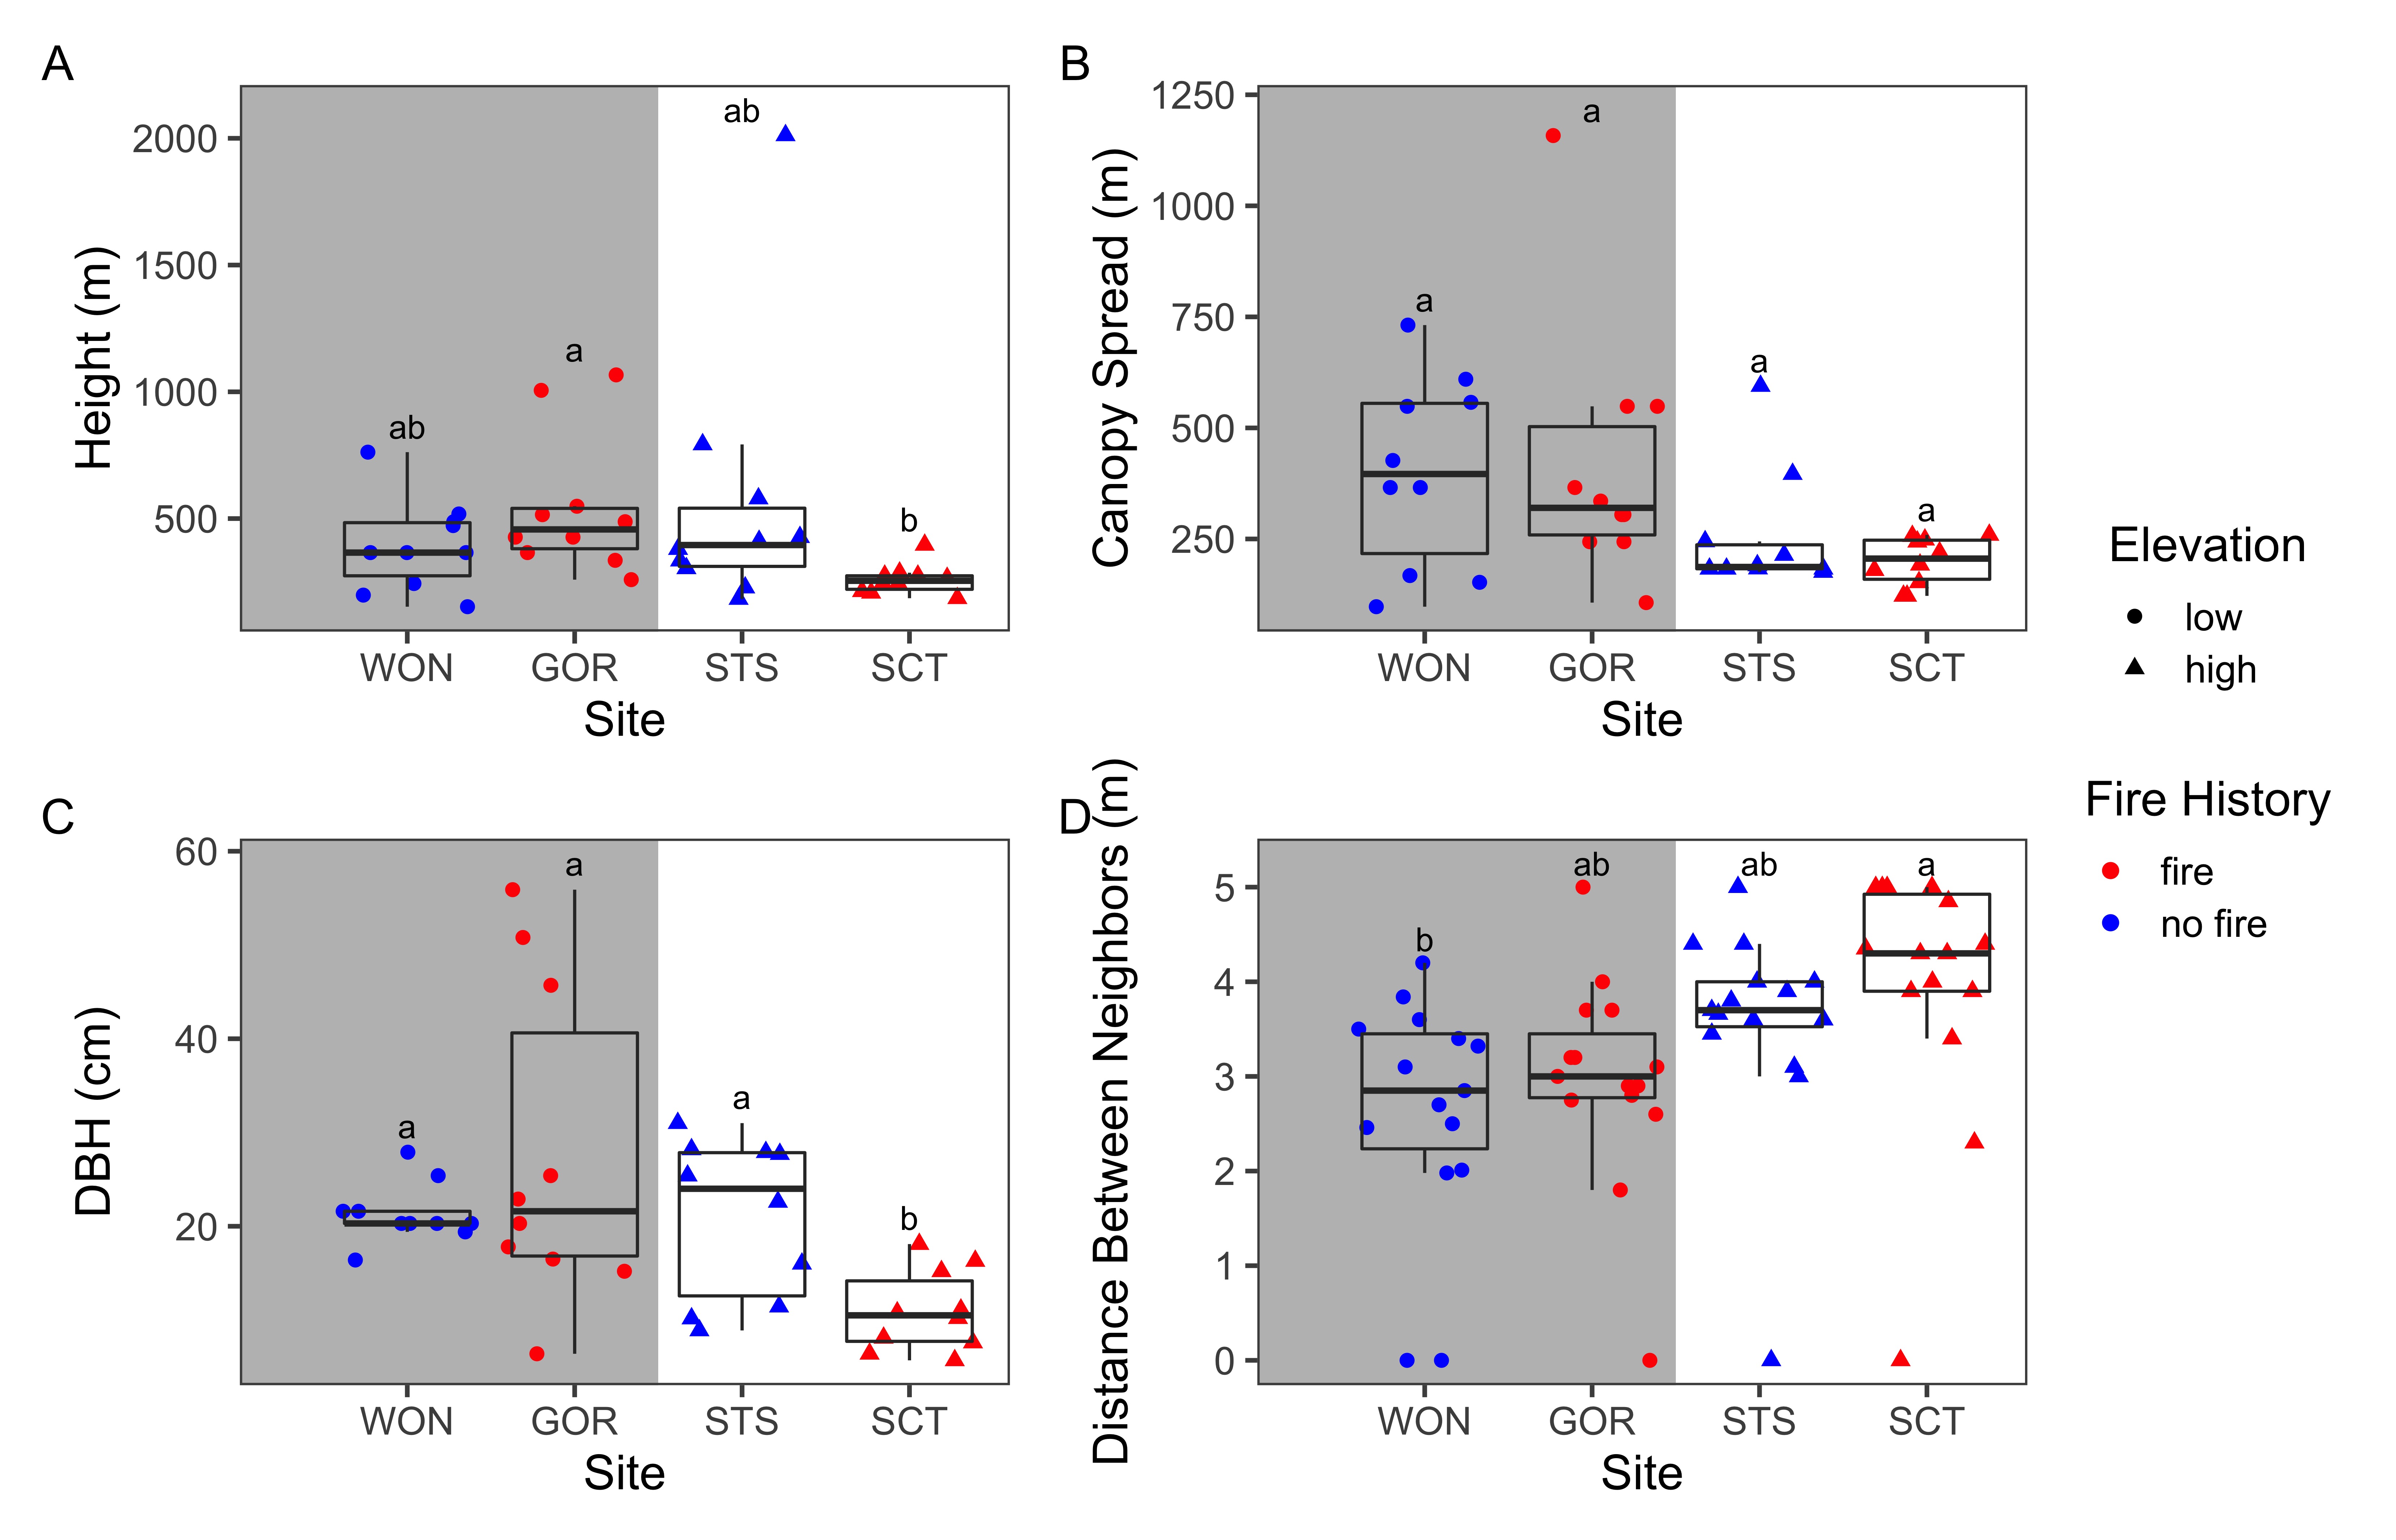 A
Height (m)
2000
1500
1000
500
ab
a
ab
b
WON GOR STS SCT
Site
B
Canopy Spread (m)
1250
1000
750
500
250
a
a
a
a
WON GOR STS SCT
Site
C
DBH (cm)
60
40
20
a
a
a
b
WON GOR STS SCT
Site
D
Distance Between Neighbors (m)
5
4
3
2
1
0
b
ab
ab
a
WON GOR STS SCT
Site
Elevation
low
high
Fire History
fire
no fire